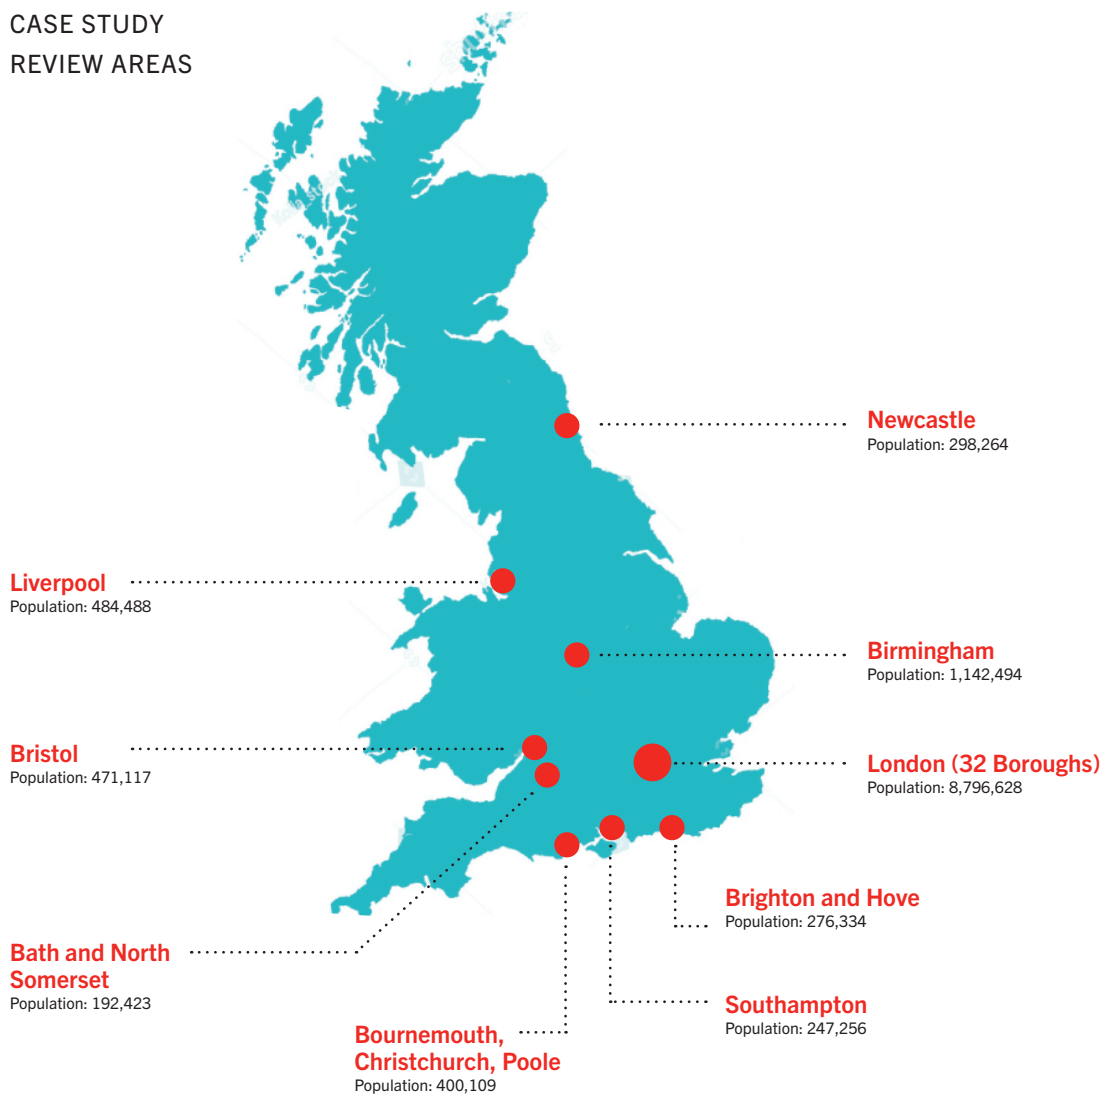 CASE STUDY
REVIEW AREAS
Newcastle
Population: 298,264
Liverpool
Population: 484,488
Birmingham
Population: 1,142,494
Bristol
Population: 471,117
London (32 Boroughs)
Population: 8,796,628
Brighton and Hove
Population: 276,334
Bath and North
Somerset
Population: 192,423
Southampton
Population: 247,256
Bournemouth,
Christchurch, Poole
Population: 400,109